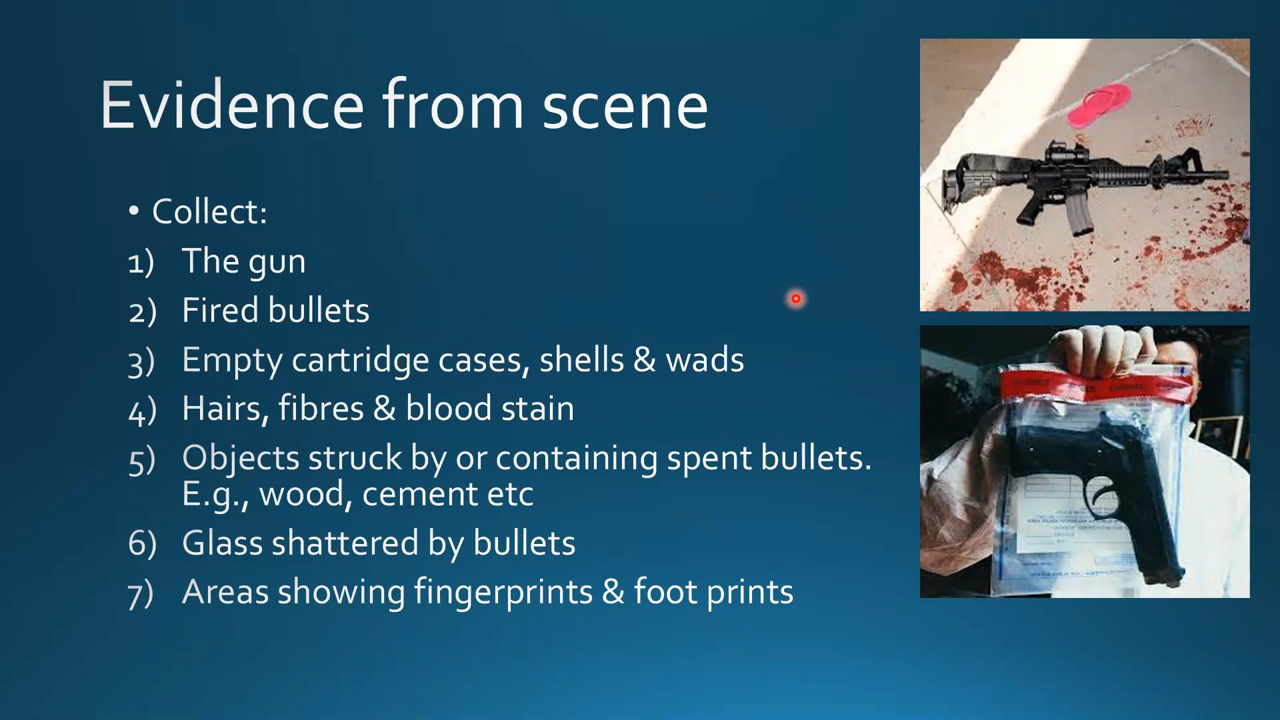 Evidence from scene
• Collect:
1) The gun
2) Fired bullets
3) Empty cartridge cases, shells & wads
4) Hairs, fibres & blood stain
5) Objects struck by or containing spent bullets.
E.g., wood, cement etc
6) Glass shattered by bullets
7) Areas showing fingerprints & foot prints